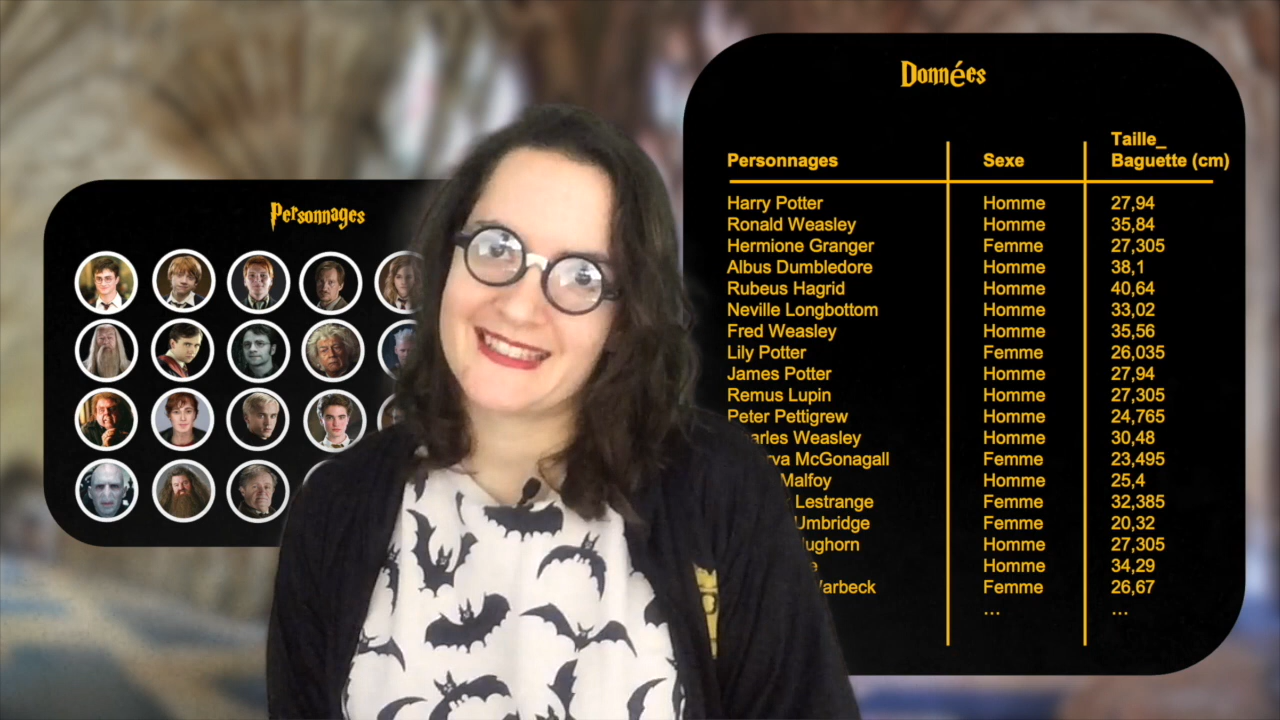 Personnages
Données
Personnages Sexe Taille_
Baguette (cm)
Harry Potter Homme 27,94
Ronald Weasley Homme 35,84
Hermione Granger Femme 27,305
Albus Dumbledore Homme 38,1
Rubeus Hagrid Homme 40,64
Neville Longbottom Homme 33,02
Fred Weasley Homme 35,56
Lily Potter Femme 26,035
James Potter Homme 27,94
Remus Lupin Homme 27,305
Peter Pettigrew Homme 24,765
arles Weasley Homme 30,48
rva McGonagall Femme 23,495
Malfoy Homme 25,4
Lestrange Femme 32,385
Umbridge Femme 20,32
lughorn Homme 27,305
e Homme 34,29
arbeck Femme 26,67
... ...